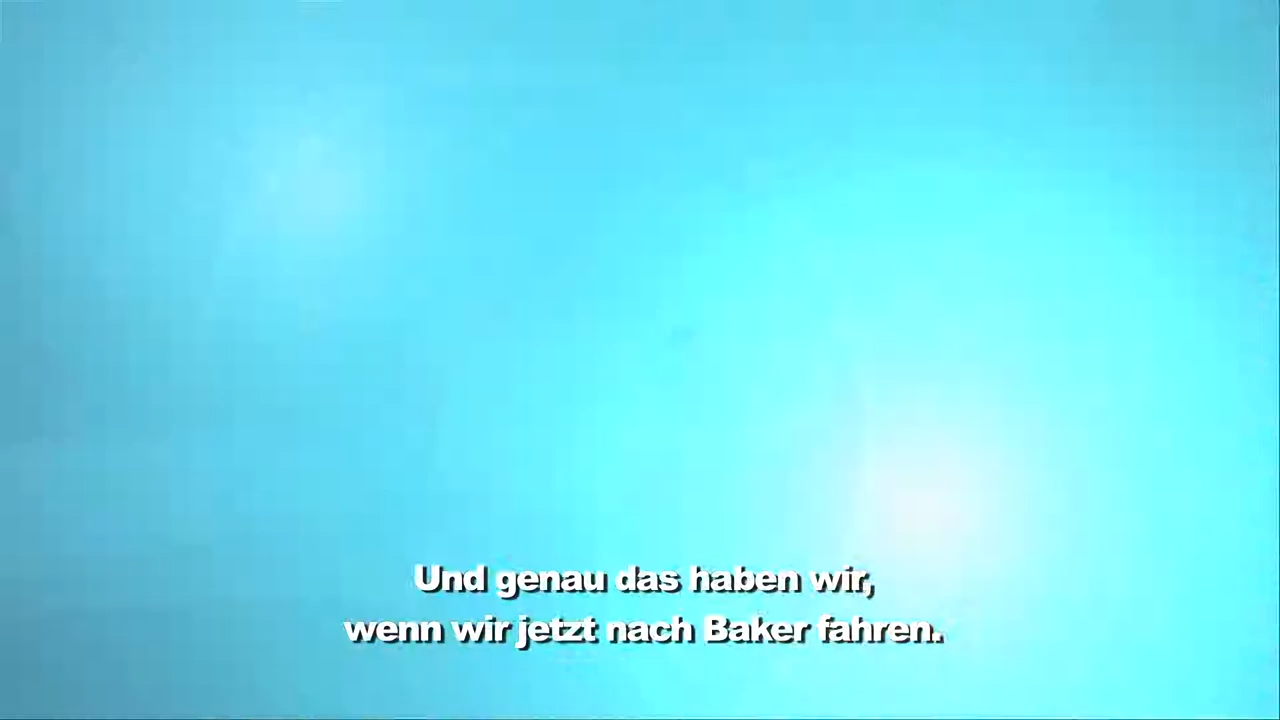 Und genau das haben wir,
wenn wir jetzt nach Baker fahren.